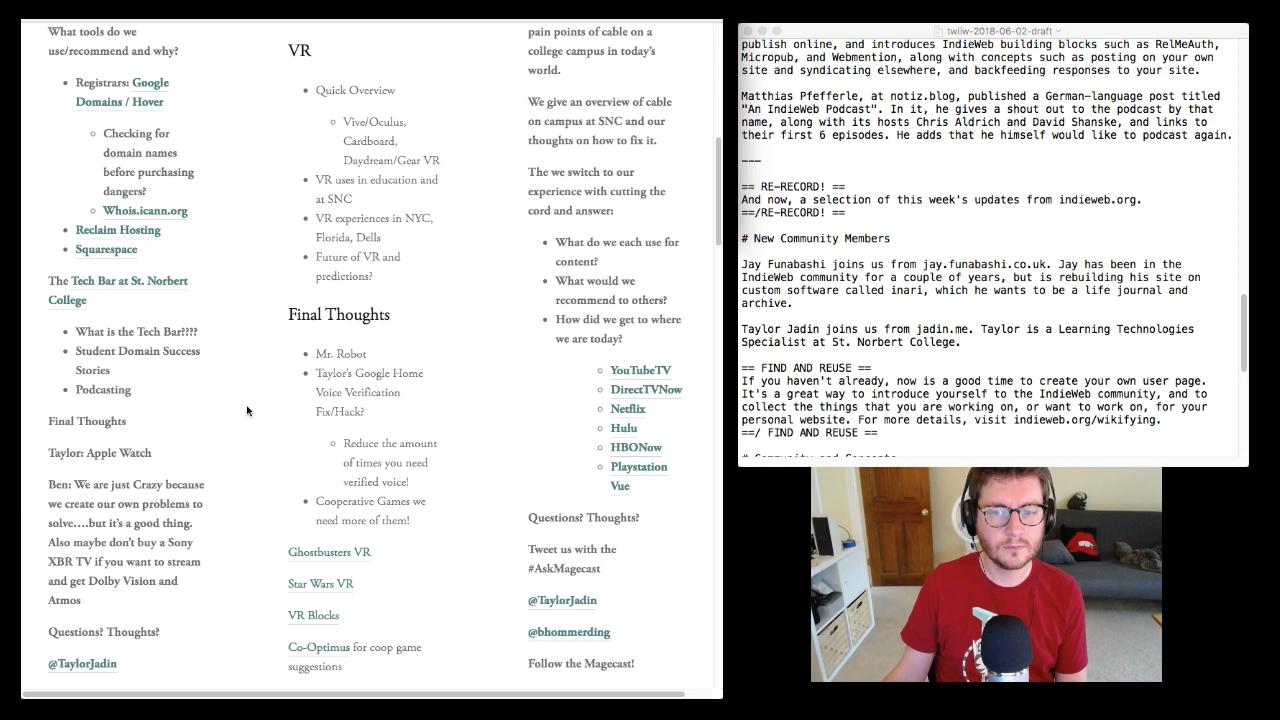 What tools do we
use/recommend and why?
Registrars: Google
Domains / Hover
Checking for
domain names
before purchasing
dangers?
Whois.icann.org
Reclaim Hosting
Squarespace
The Tech Bar at St. Norbert
College
What is the Tech Bar????
Student Domain Success
Stories
Podcasting
Final Thoughts
Taylor: Apple Watch
Ben: We are just Crazy because
we create our own problems to
solve....but it's a good thing.
Also maybe don't buy a Sony
XBR TV if you want to stream
and get Dolby Vision and
Atmos
Questions? Thoughts?
@TaylorJadin
VR
Quick Overview
Vive/Oculus,
Cardboard,
Daydream/Gear VR
VR uses in education and
at SNC
VR experiences in NYC,
Florida, Dells
Future of VR and
predictions?
Final Thoughts
Mr. Robot
Taylor's Google Home
Voice Verification
Fix/Hack?
Reduce the amount
of times you need
verified voice!
Cooperative Games we
need more of them!
Ghostbusters VR
Star Wars VR
VR Blocks
Co-Optimus for coop game
suggestions
pain points of cable on a
college campus in today's
world.
We give an overview of cable
on campus at SNC and our
thoughts on how to fix it.
The we switch to our
experience with cutting the
cord and answer:
What do we each use for
content?
What would we
recommend to others?
How did we get to where
we are today?
YouTubeTV
DirectTVNow
Netflix
Hulu
HBONow
Playstation
Vue
Questions? Thoughts?
Tweet us with the
#AskMagecast
@TaylorJadin
@bhommerding
Follow the Magecast!
twiiw-2018-06-02-draft
publish online, and introduces IndieWeb building blocks such as RelMeAuth,
Micropub, and Webmention, along with concepts such as posting on your own
site and syndicating elsewhere, and backfeeding responses to your site.
Matthias Pfefferle, at notiz.blog, published a German-language post titled
"An IndieWeb Podcast". In it, he gives a shout out to the podcast by that
name, along with its hosts Chris Aldrich and David Shanske, and links to
their first 6 episodes. He adds that he himself would like to podcast again.
---
== RE-RECORD! ==
And now, a selection of this week's updates from indieweb.org.
==/RE-RECORD! ==
# New Community Members
Jay Funabashi joins us from jay.funabashi.co.uk. Jay has been in the
IndieWeb community for a couple of years, but is rebuilding his site on
custom software called inari, which he wants to be a life journal and
archive.
Taylor Jadin joins us from jadin.me. Taylor is a Learning Technologies
Specialist at St. Norbert College.
== FIND AND REUSE ==
If you haven't already, now is a good time to create your own user page.
It's a great way to introduce yourself to the IndieWeb community, and to
collect the things that you are working on, or want to work on, for your
personal website. For more details, visit indieweb.org/wikifying.
==/ FIND AND REUSE ==
# Community and Concepts